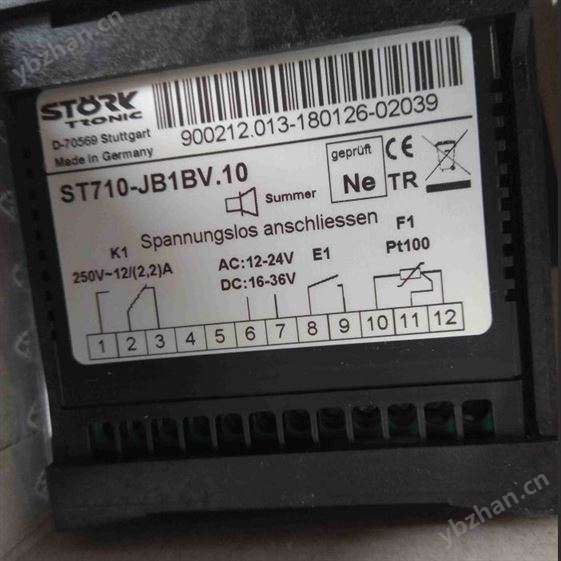 STÖRK
TRONIC
D-70569 Stuttgart
Made in Germany
900212.013-180126-02039
ST710-JB1BV.10
Summer
geprüft
Ne
CE
TR
Spannungslos anschliessen
K1
250V~12/(2,2)A
AC:12-24V
DC:16-36V
E1
F1
Pt100
1 2 3 4 5 6 7 8 9 10 11 12
ybzhan.cn
ybzhan.cn
ybzhan.cn